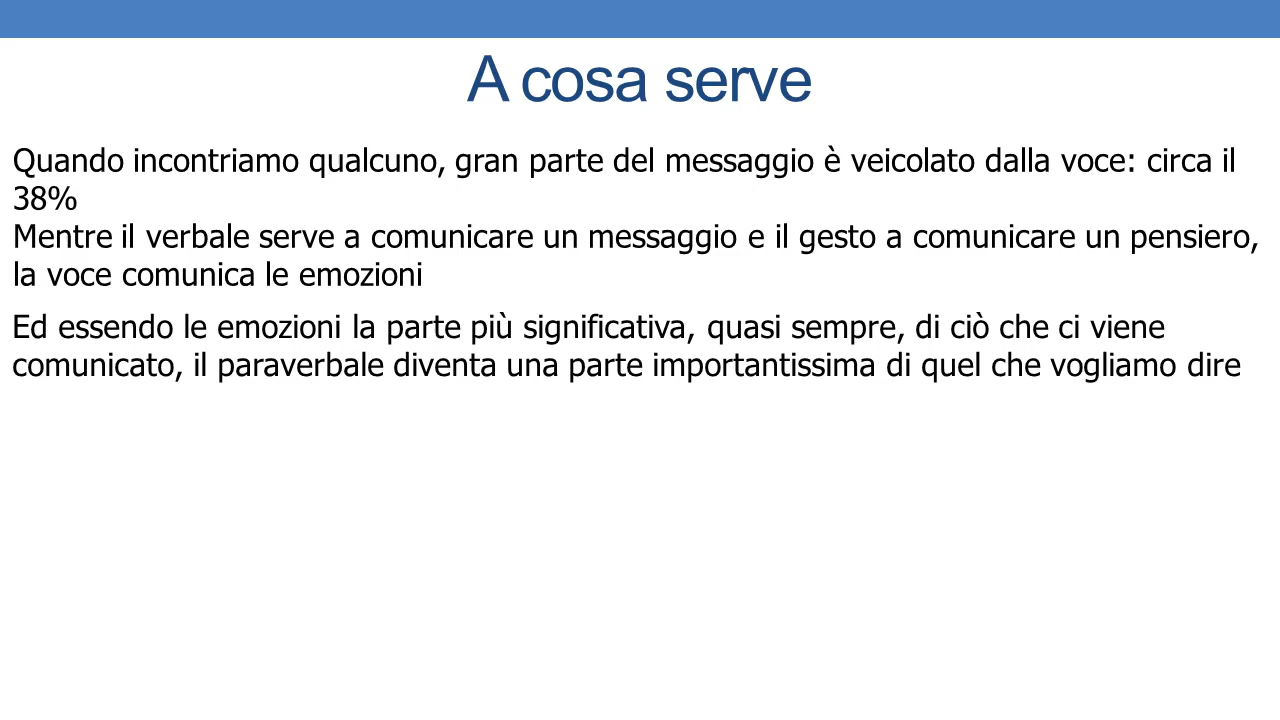 A cosa serve
Quando incontriamo qualcuno, gran parte del messaggio è veicolato dalla voce: circa il
38%
Mentre il verbale serve a comunicare un messaggio e il gesto a comunicare un pensiero,
la voce comunica le emozioni
Ed essendo le emozioni la parte più significativa, quasi sempre, di ciò che ci viene
comunicato, il paraverbale diventa una parte importantissima di quel che vogliamo dire